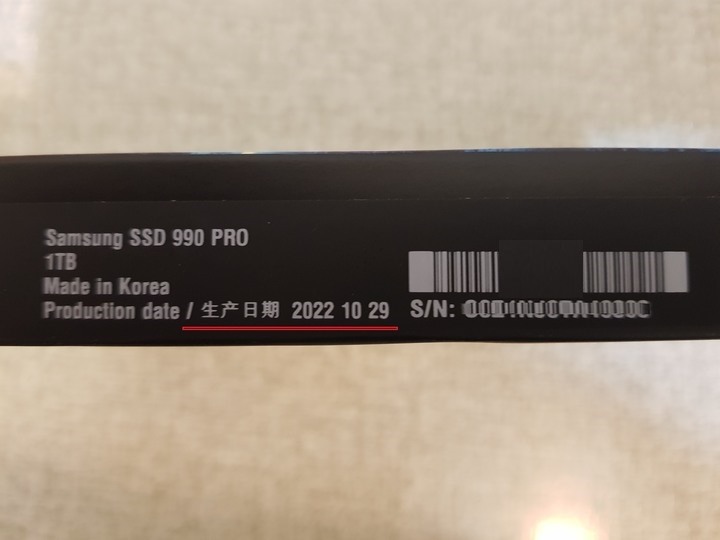 Samsung SSD 990 PRO
1TB
Made in Korea
Production date / 生产日期 2022 10 29
S/N: